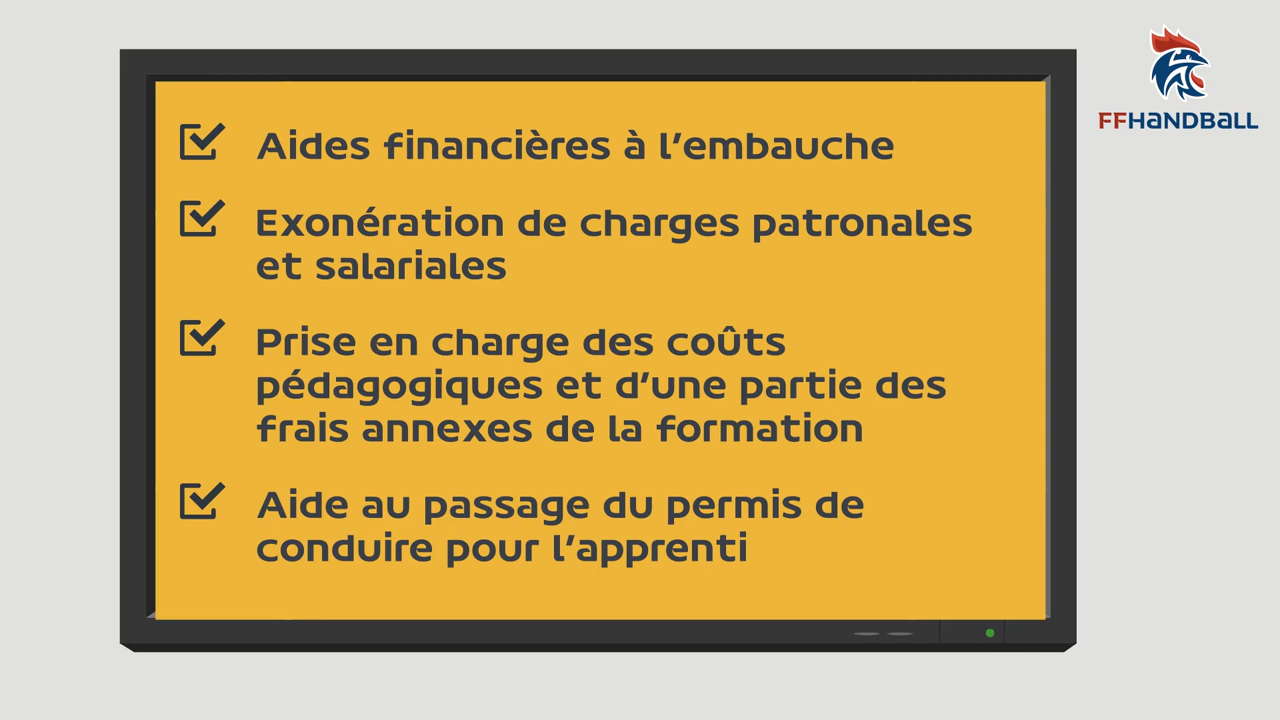 FFHANDBALL
Aides financières à l'embauche
Exonération de charges patronales
et salariales
Prise en charge des coûts
pédagogiques et d'une partie des
frais annexes de la formation
Aide au passage du permis de
conduire pour l'apprenti